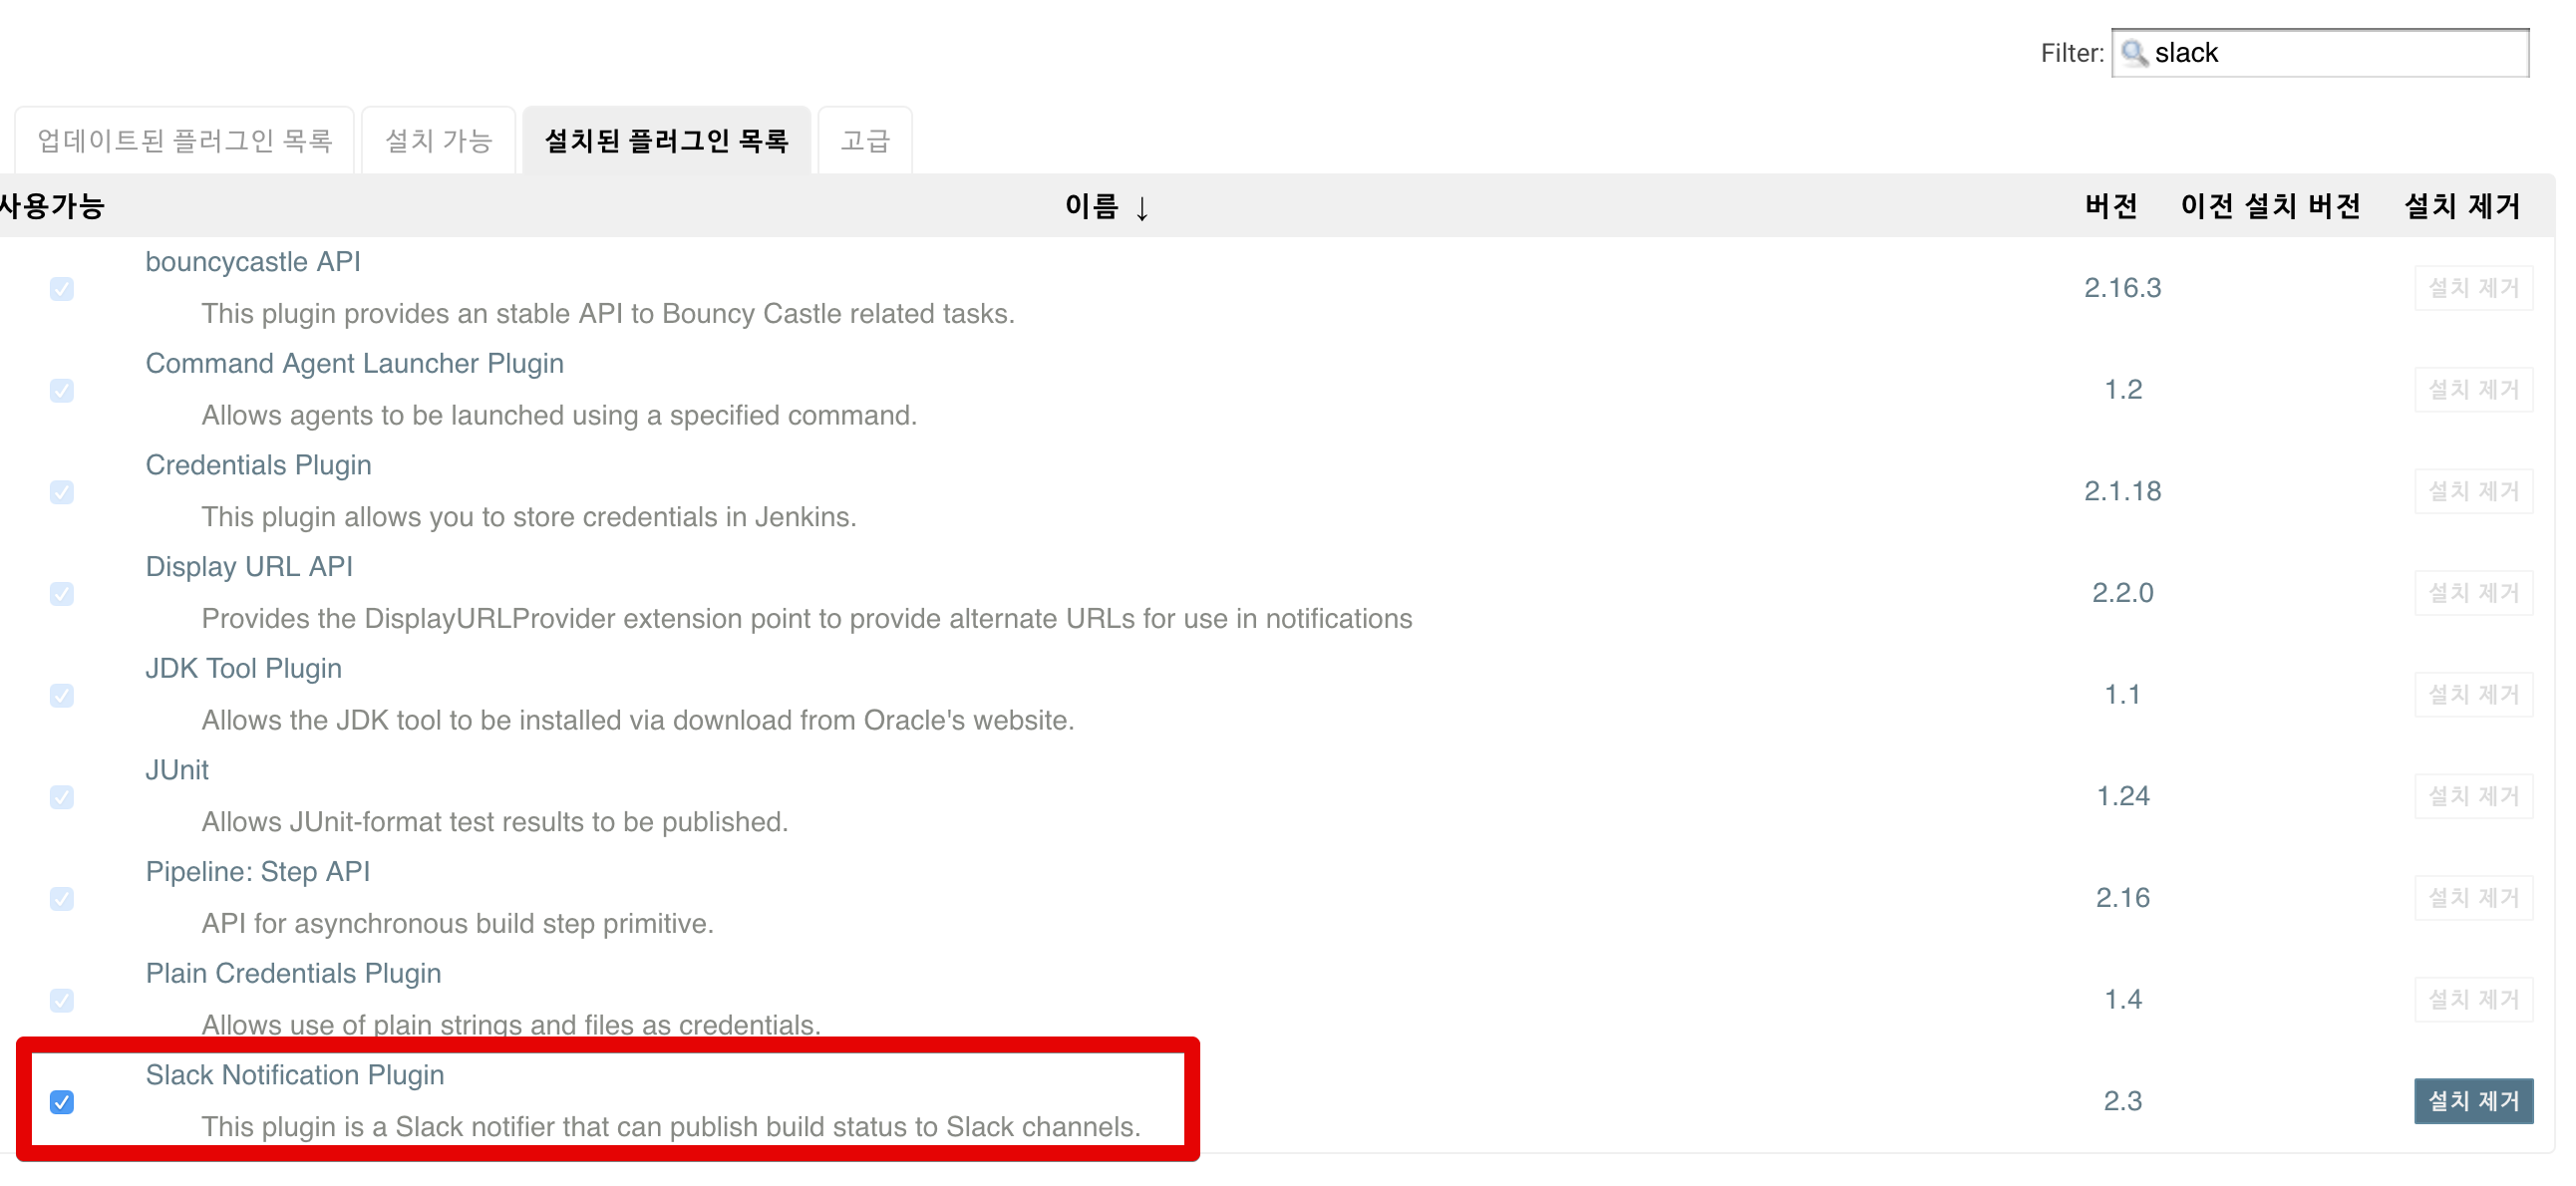 Filter: slack
업데이트된 플러그인 목록 설치 가능 설치된 플러그인 목록 고급
사용가능 이름 ↓ 버전 이전 설치 버전 설치 제거
bouncycastle API
This plugin provides an stable API to Bouncy Castle related tasks.
2.16.3 설치 제거
Command Agent Launcher Plugin
Allows agents to be launched using a specified command.
1.2 설치 제거
Credentials Plugin
This plugin allows you to store credentials in Jenkins.
2.1.18 설치 제거
Display URL API
Provides the DisplayURLProvider extension point to provide alternate URLs for use in notifications
2.2.0 설치 제거
JDK Tool Plugin
Allows the JDK tool to be installed via download from Oracle's website.
1.1 설치 제거
JUnit
Allows JUnit-format test results to be published.
1.24 설치 제거
Pipeline: Step API
API for asynchronous build step primitive.
2.16 설치 제거
Plain Credentials Plugin
Allows use of plain strings and files as credentials.
1.4 설치 제거
Slack Notification Plugin
This plugin is a Slack notifier that can publish build status to Slack channels.
2.3 설치 제거